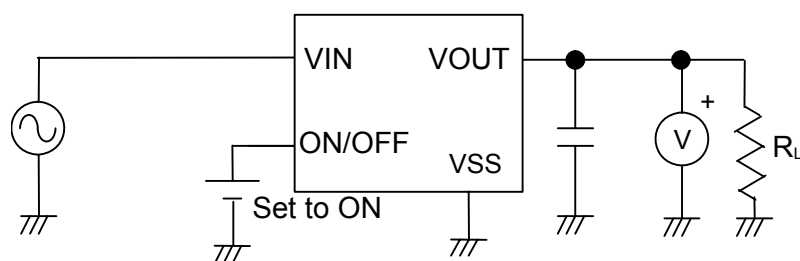 VIN VOUT
+
V
ON/OFF
VSS
RL
Set to ON